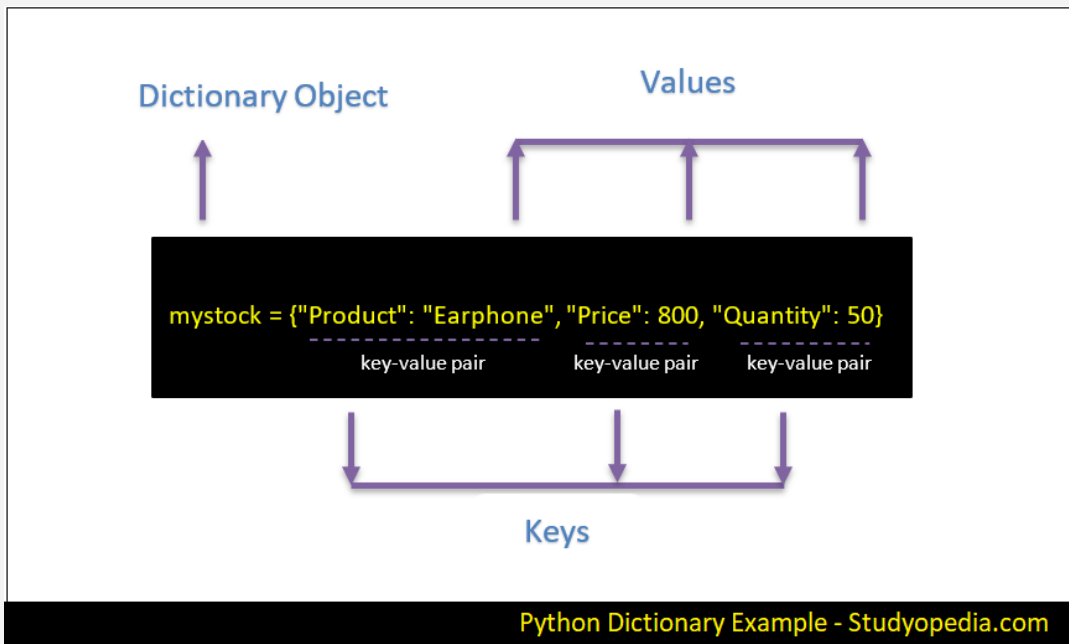 Dictionary Object
Values
mystock = {"Product": "Earphone", "Price": 800, "Quantity": 50}
key-value pair key-value pair key-value pair
Keys
Python Dictionary Example - Studyopedia.com